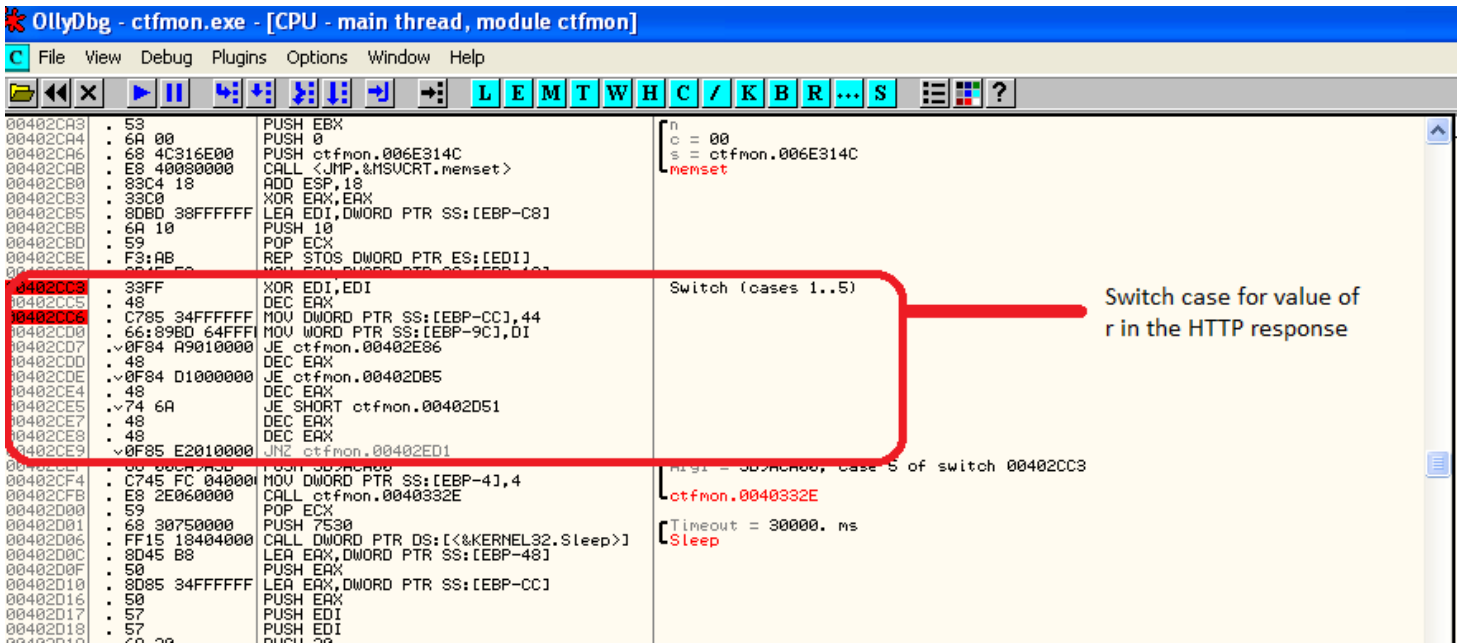 OllyDbg - ctfmon.exe - [CPU - main thread, module ctfmon]
C File View Debug Plugins Options Window Help
L E M T W H C / K B R ... S ?
00402CA3 . 53 PUSH EBX n
00402CA4 . 6A 00 PUSH 0 c = 00
00402CA6 . 68 4C316E00 PUSH ctfmon.006E314C s = ctfmon.006E314C
00402CAB . E8 40080000 CALL <JMP.&MSVCRT.memset> memset
00402CB0 . 83C4 18 ADD ESP,18
00402CB3 . 33C0 XOR EAX,EAX
00402CB5 . 8DBD 38FFFFFF LEA EDI,DWORD PTR SS:[EBP-C8]
00402CBB . 6A 10 PUSH 10
00402CBD . 59 POP ECX
00402CBE . F3:AB REP STOS DWORD PTR ES:[EDI]
00402CC3 . 33FF XOR EDI,EDI Switch (cases 1..5)
00402CC5 . 48 DEC EAX
00402CC6 . C785 34FFFFFF MOV DWORD PTR SS:[EBP-CC],44
00402CD0 . 66:89BD 64FFF MOV WORD PTR SS:[EBP-9C],DI
00402CD7 .v0F84 A9010000 JE ctfmon.00402E86
00402CDD . 48 DEC EAX
00402CDE .v0F84 D1000000 JE ctfmon.00402DB5
00402CE4 . 48 DEC EAX
00402CE5 .v74 6A JE SHORT ctfmon.00402D51
00402CE7 . 48 DEC EAX
00402CE8 . 48 DEC EAX
00402CE9 v0F85 E2010000 JNZ ctfmon.00402ED1
case 5 of switch 00402CC3
00402CF4 . C745 FC 04000 MOV DWORD PTR SS:[EBP-4],4
00402CFB . E8 2E060000 CALL ctfmon.0040332E ctfmon.0040332E
00402D00 . 59 POP ECX
00402D01 . 68 30750000 PUSH 7530 Timeout = 30000. ms
00402D06 . FF15 18404000 CALL DWORD PTR DS:[<&KERNEL32.Sleep>] Sleep
00402D0C . 8D45 B8 LEA EAX,DWORD PTR SS:[EBP-48]
00402D0F . 50 PUSH EAX
00402D10 . 8D85 34FFFFFF LEA EAX,DWORD PTR SS:[EBP-CC]
00402D16 . 50 PUSH EAX
00402D17 . 57 PUSH EDI
00402D18 . 57 PUSH EDI
Switch case for value of
r in the HTTP response